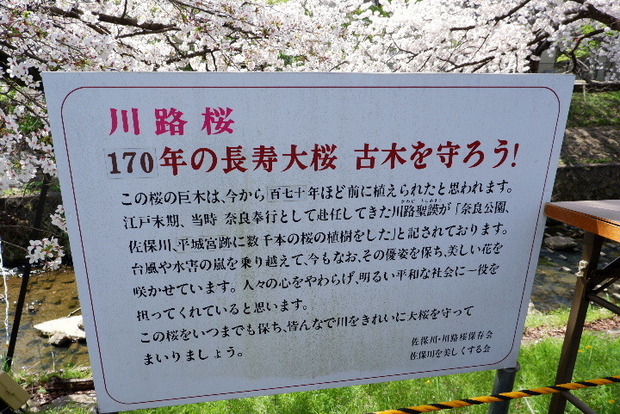 川路桜
170年の長寿大桜 古木を守ろう!
この桜の巨木は、今から百七十年ほど前に植えられたと思われます。
江戸末期、当時 奈良奉行として赴任してきた川路聖謨が「奈良公園、
佐保川、平城宮跡に数千本の桜の植樹をした」と記されております。
台風や水害の嵐を乗り越えて、今もなお、その優姿を保ち、美しい花を
咲かせています。人々の心をやわらげ、明るい平和な社会に一役を
担ってくれていると思います。
この桜をいつまでも保ち、皆んなで川をきれいに大桜を守って
まいりましょう。
佐保川・川路桜保存会
佐保川を美しくする会